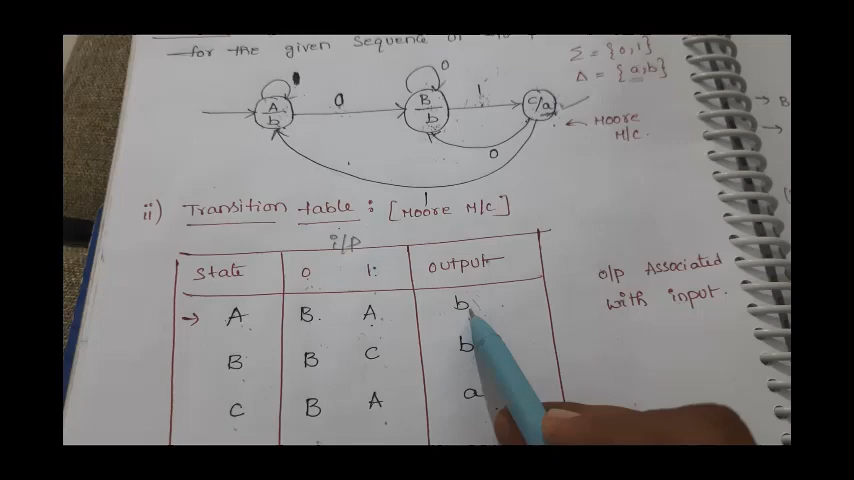 for the given Sequence of
Σ = {0,1}
Δ = {a,b}
0
A
b
0
B
b
1
C/a
0
1
← Moore
M/C.
→ B
→
ii) Transition table : [Moore M/C]
i/p
State 0 1: output
→ A B. A. b
B B C b
C B A a
o/p Associated
with input.